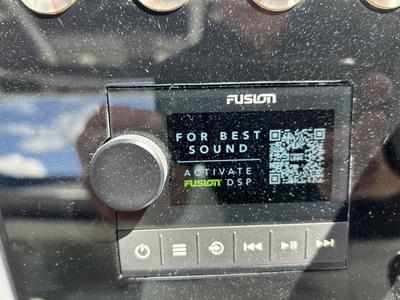 FUSION
FOR BEST
SOUND
ACTIVATE
FUSION DSP